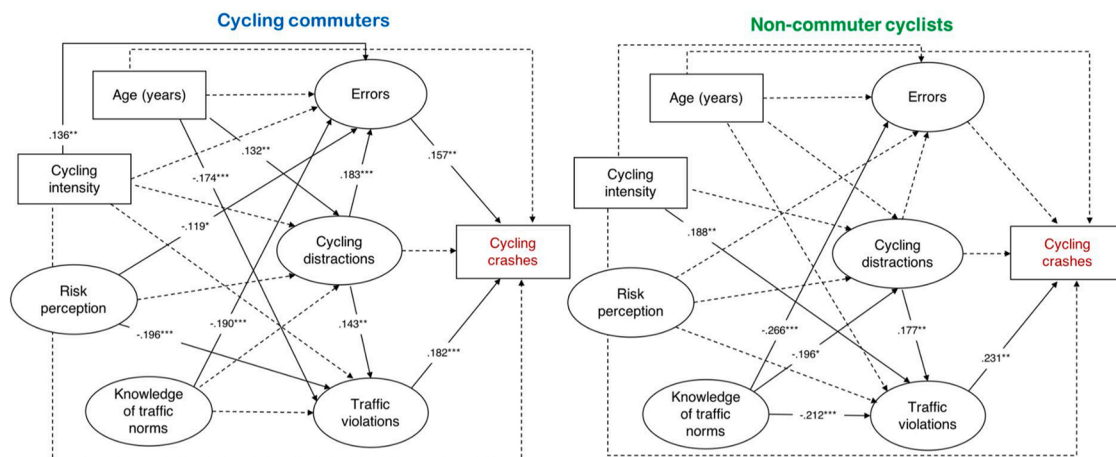 Cycling commuters
Errors
Age (years)
.136**
.132**
.157**
Cycling
intensity
-.174***
.183***
-.119*
Cycling
distractions
Cycling
crashes
Risk
perception
-.190***
.143**
-.196***
.182***
Knowledge
of traffic
norms
Traffic
violations
Non-commuter cyclists
Errors
Age (years)
Cycling
intensity
.188**
Cycling
distractions
Cycling
crashes
Risk
perception
-.266***
.177**
-.196*
.231**
Knowledge
of traffic
norms
-.212***
Traffic
violations